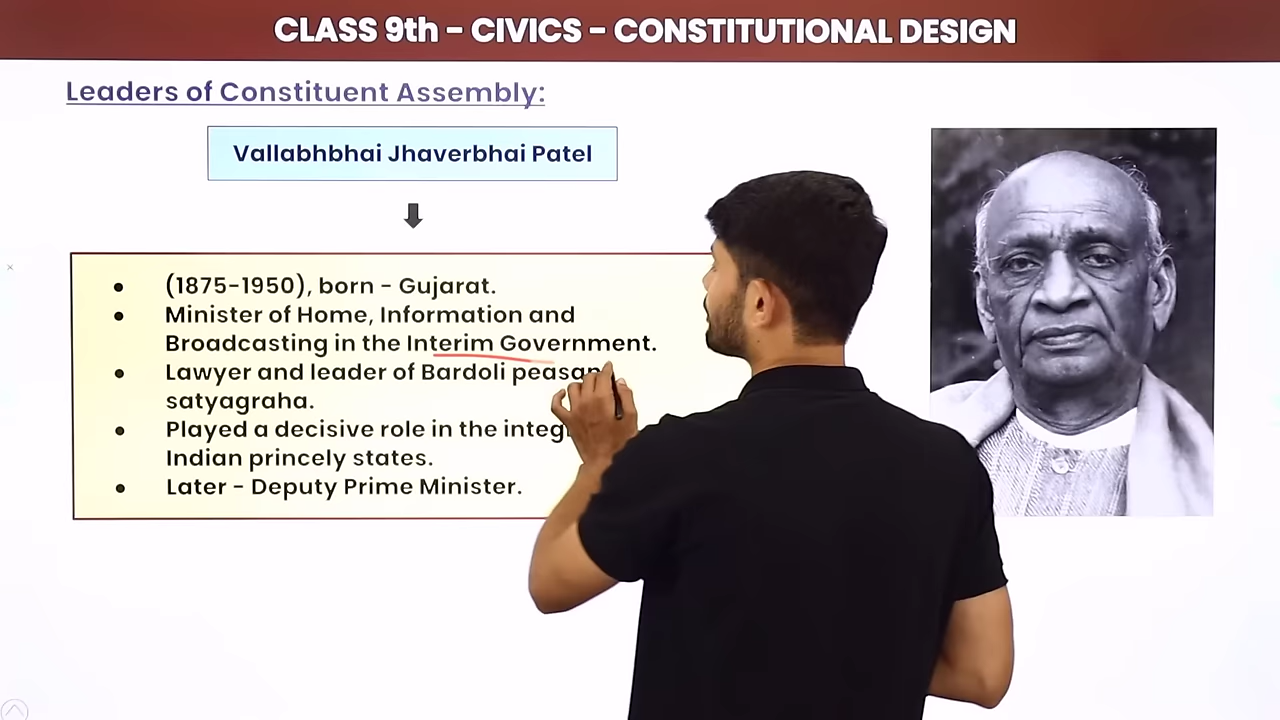 CLASS 9th - CIVICS - CONSTITUTIONAL DESIGN
Leaders of Constituent Assembly:
Vallabhbhai Jhaverbhai Patel
(1875-1950), born - Gujarat.
Minister of Home, Information and
Broadcasting in the Interim Government.
Lawyer and leader of Bardoli
satyagraha.
Played a decisive role in the
Indian princely states.
Later - Deputy Prime Minister.